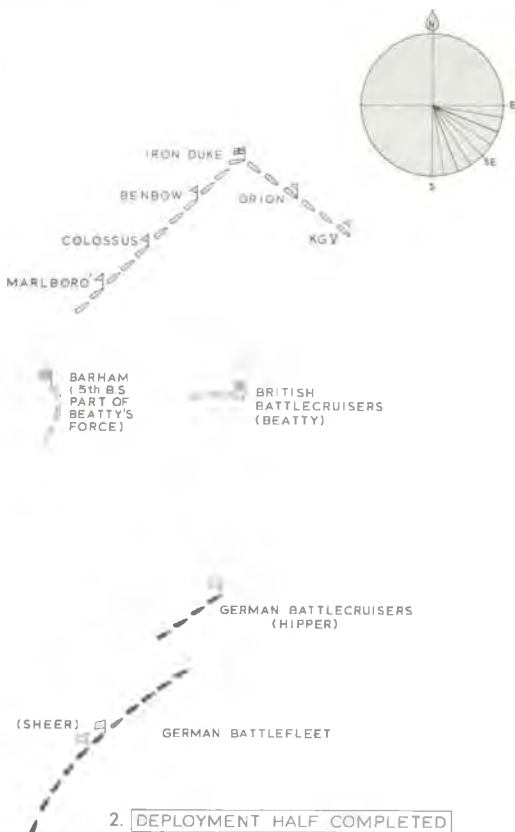 N
E
SE
S
IRON DUKE
BENBOW
ORION
COLOSSUS
KG V
MARLBORO'
BARHAM
(5th B.S
PART OF
BEATTY'S
FORCE)
BRITISH
BATTLECRUISERS
(BEATTY)
GERMAN BATTLECRUISERS
(HIPPER)
(SHEER)
GERMAN BATTLEFLEET
2. DEPLOYMENT HALF COMPLETED